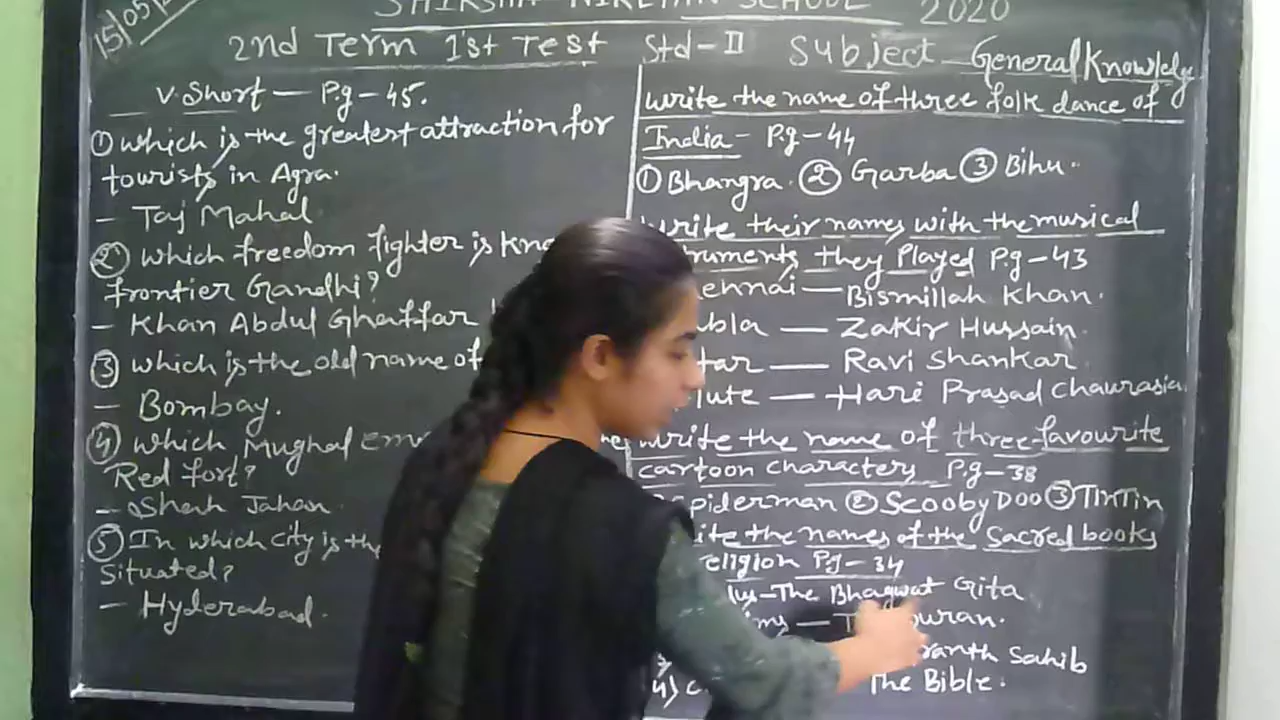 15/05/
SHIKSHA NIKETAN SCHOOL 2020
2nd Term 1st Test Std-II Subject - General Knowledge
V. Short - Pg-45.
① which is the greatest attraction for
tourists in Agra.
- Taj Mahal
② which freedom fighter is
frontier Gandhi?
- Khan Abdul Ghaffar
③ which is the old name of
- Bombay.
④ which Mughal
Red fort?
- Shah Jahan
⑤ In which city is the
situated?
- Hyderabad.
write the name of three folk dance of
India - P.g-44
① Bhangra. ② Garba ③ Bihu.
write their names with the musical
they Played P.g-43
- Bismillah Khan.
- Zakir Hussain.
- Ravi Shankar
- Hari Prasad Chaurasia.
write the name of three favourite
cartoon characters P.g-38
Spiderman ② Scooby Doo ③ TinTin
the names of the Sacred books
P.g-34
- The Bhagwat Gita
Sahib
The Bible.